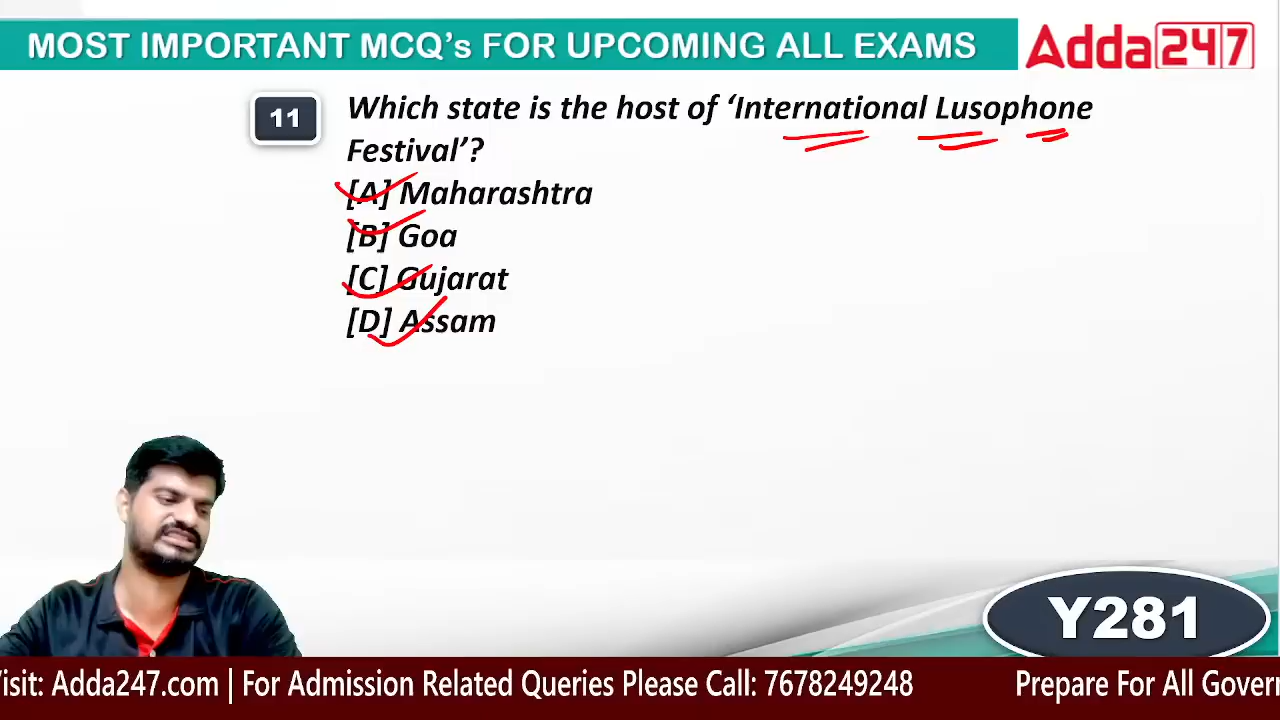 MOST IMPORTANT MCQ's FOR UPCOMING ALL EXAMS
Adda247
11
Which state is the host of ‘International Lusophone
Festival’?
[A] Maharashtra
[B] Goa
[C] Gujarat
[D] Assam
Y281
isit: Adda247.com | For Admission Related Queries Please Call: 7678249248
Prepare For All Gover